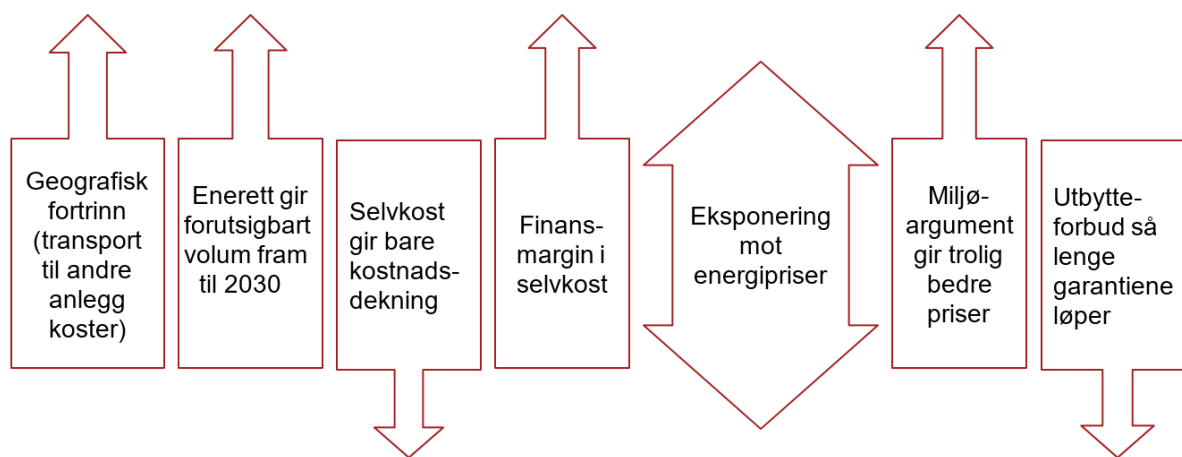 Geografisk
fortrinn
(transport
til andre
anlegg
koster)
Enerett gir
forutsigbart
volum fram
til 2030
Selvkost
gir bare
kostnads-
dekning
Finans-
margin i
selvkost
Eksponering
mot
energipriser
Miljø-
argument
gir trolig
bedre
priser
Utbytte-
forbud så
lenge
garantiene
løper